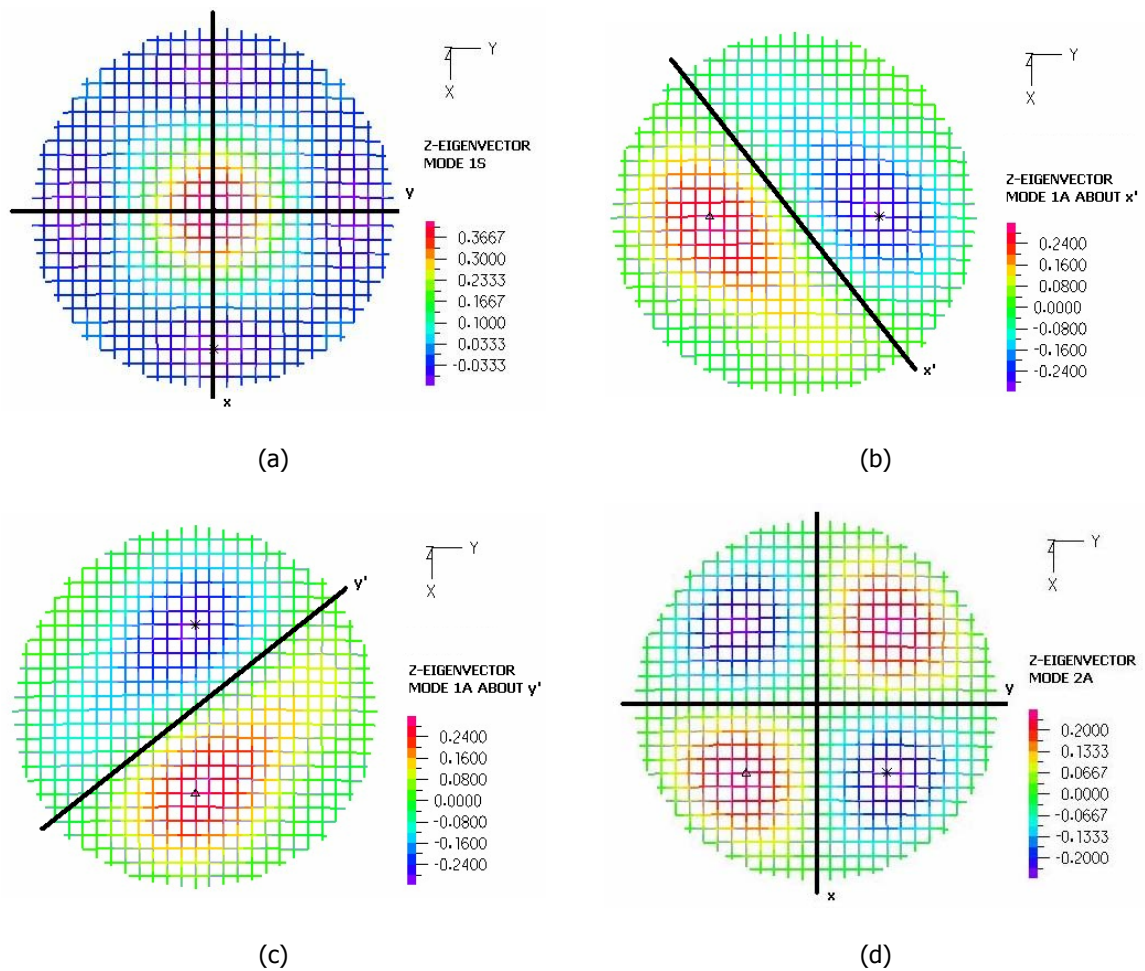 Z
Y
X
Z-EIGENVECTOR
MODE 1S
y
0.3667
0.3000
0.2333
0.1667
0.1000
0.0333
-0.0333
x
(a)
Z
Y
X
Z-EIGENVECTOR
MODE 1A ABOUT x'
0.2400
0.1600
0.0800
0.0000
-0.0800
-0.1600
-0.2400
x'
(b)
Z
Y
X
y'
Z-EIGENVECTOR
MODE 1A ABOUT y'
0.2400
0.1600
0.0800
0.0000
-0.0800
-0.1600
-0.2400
(c)
Z
Y
X
Z-EIGENVECTOR
MODE 2A
y
0.2000
0.1333
0.0667
0.0000
-0.0667
-0.1333
-0.2000
x
(d)